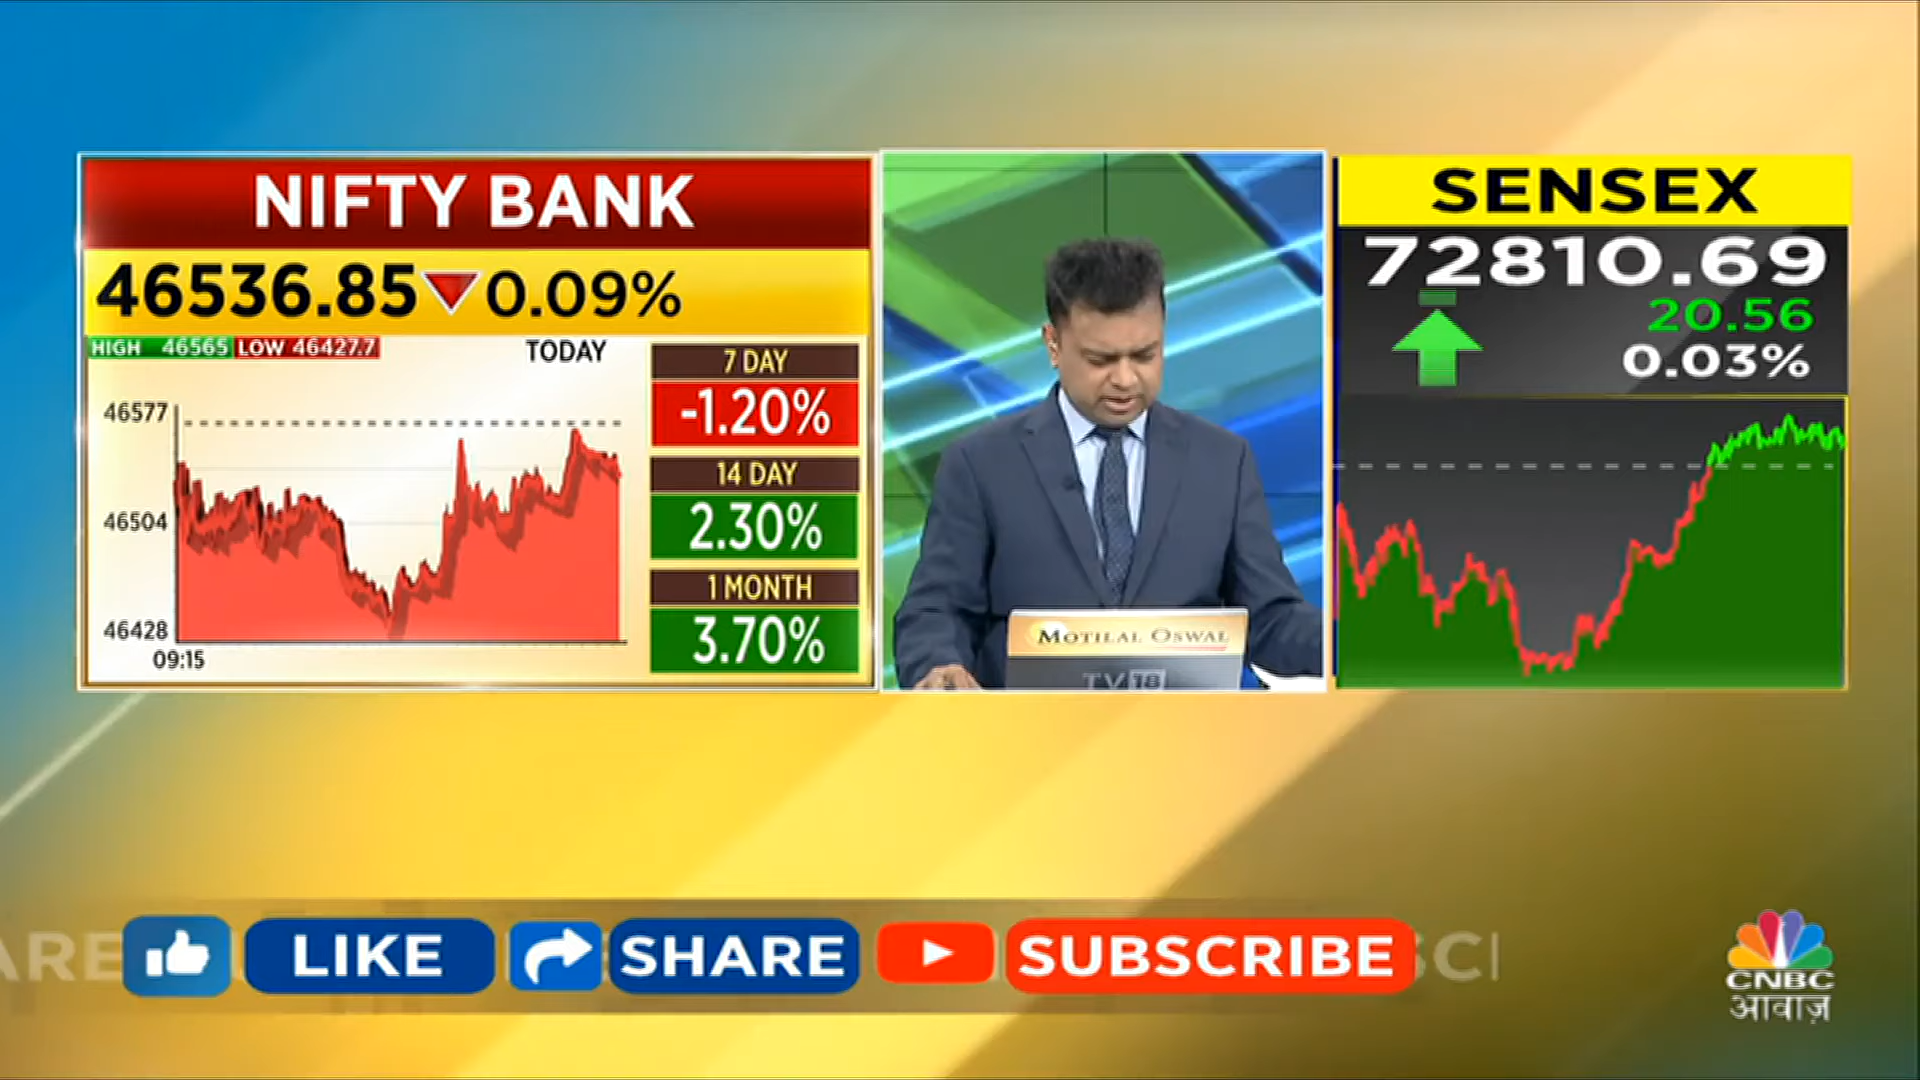 NIFTY BANK
46536.85 0.09%
HIGH 46565 LOW 46427.7
TODAY
46577
46504
46428
09:15
7 DAY
-1.20%
14 DAY
2.30%
1 MONTH
3.70%
MOTILAL OSWAL
TV18
SENSEX
72810.69
20.56
0.03%
ARE LIKE SHARE SUBSCRIBE SC
CNBC
आवाज़